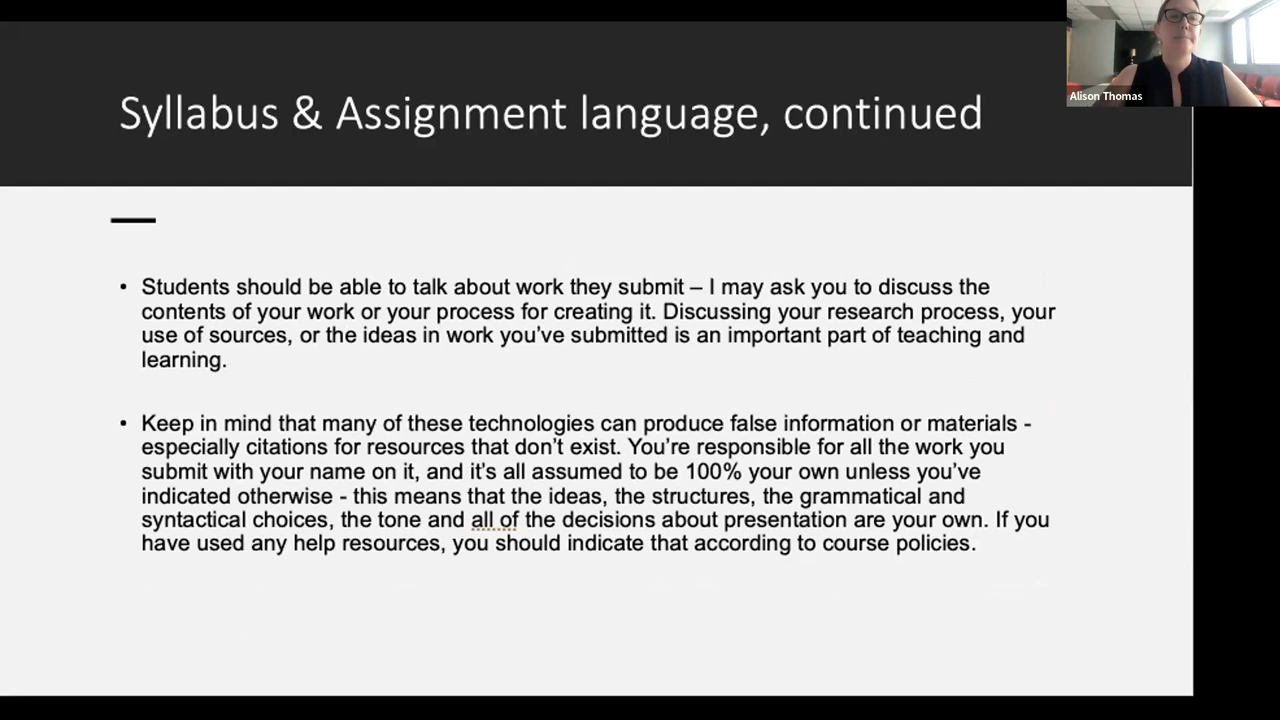 Alison Thomas
Syllabus & Assignment language, continued
• Students should be able to talk about work they submit – I may ask you to discuss the
contents of your work or your process for creating it. Discussing your research process, your
use of sources, or the ideas in work you’ve submitted is an important part of teaching and
learning.
• Keep in mind that many of these technologies can produce false information or materials -
especially citations for resources that don’t exist. You’re responsible for all the work you
submit with your name on it, and it’s all assumed to be 100% your own unless you’ve
indicated otherwise - this means that the ideas, the structures, the grammatical and
syntactical choices, the tone and all of the decisions about presentation are your own. If you
have used any help resources, you should indicate that according to course policies.